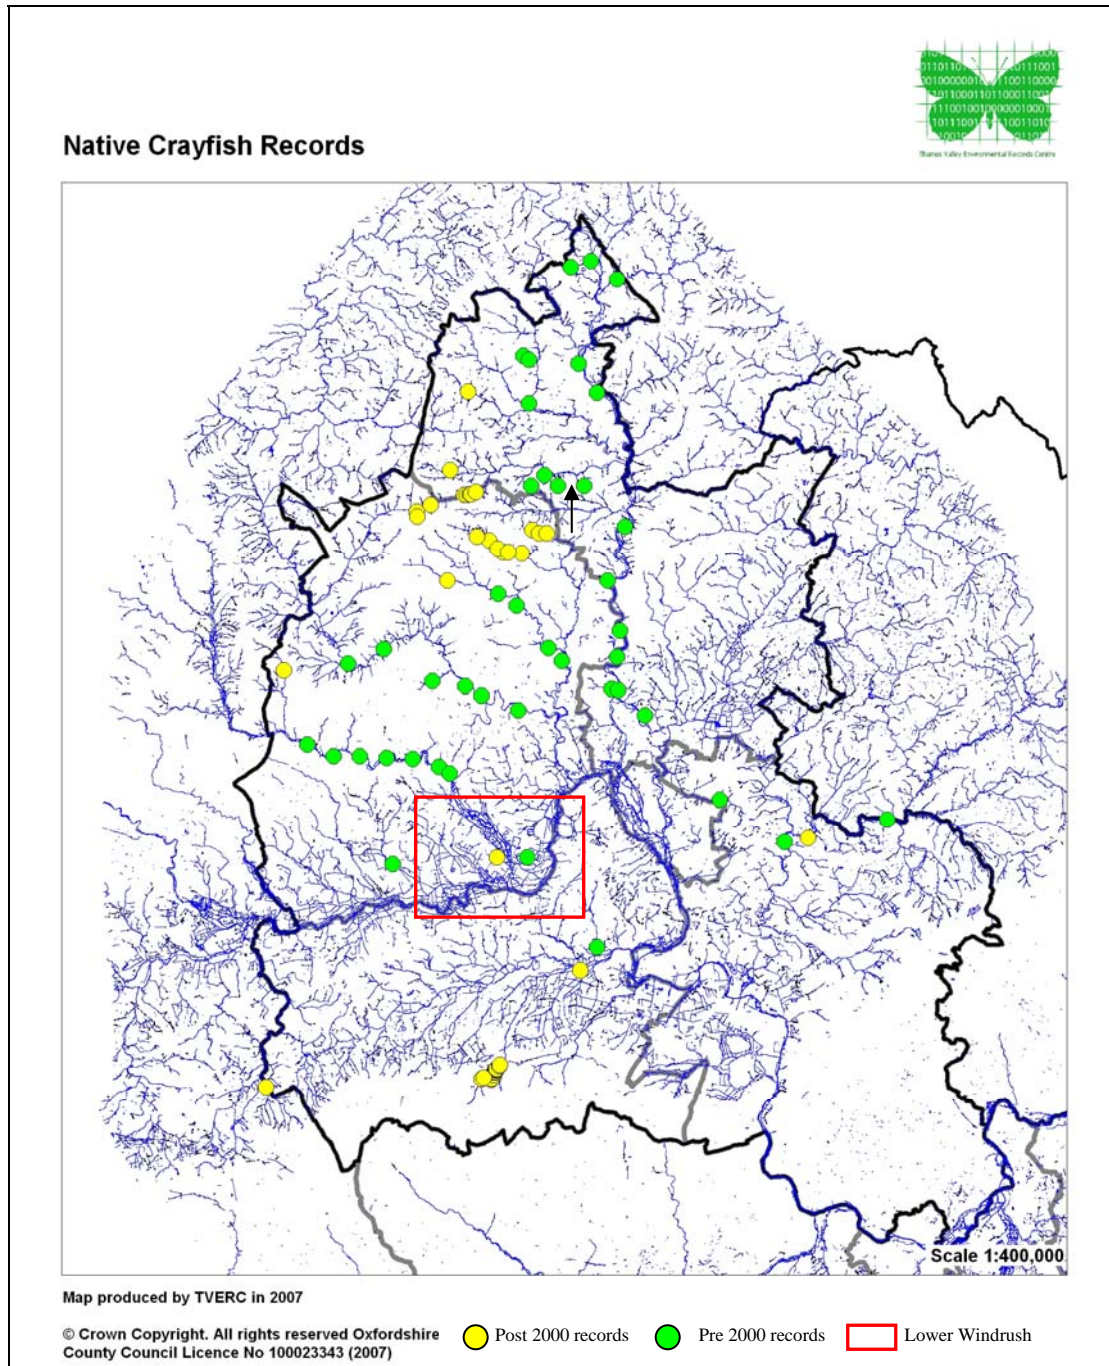 Thames Valley Environmental Records Centre
Native Crayfish Records
Scale 1:400,000
Map produced by TVERC in 2007
© Crown Copyright. All rights reserved Oxfordshire
County Council Licence No 100023343 (2007)
Post 2000 records
Pre 2000 records
Lower Windrush